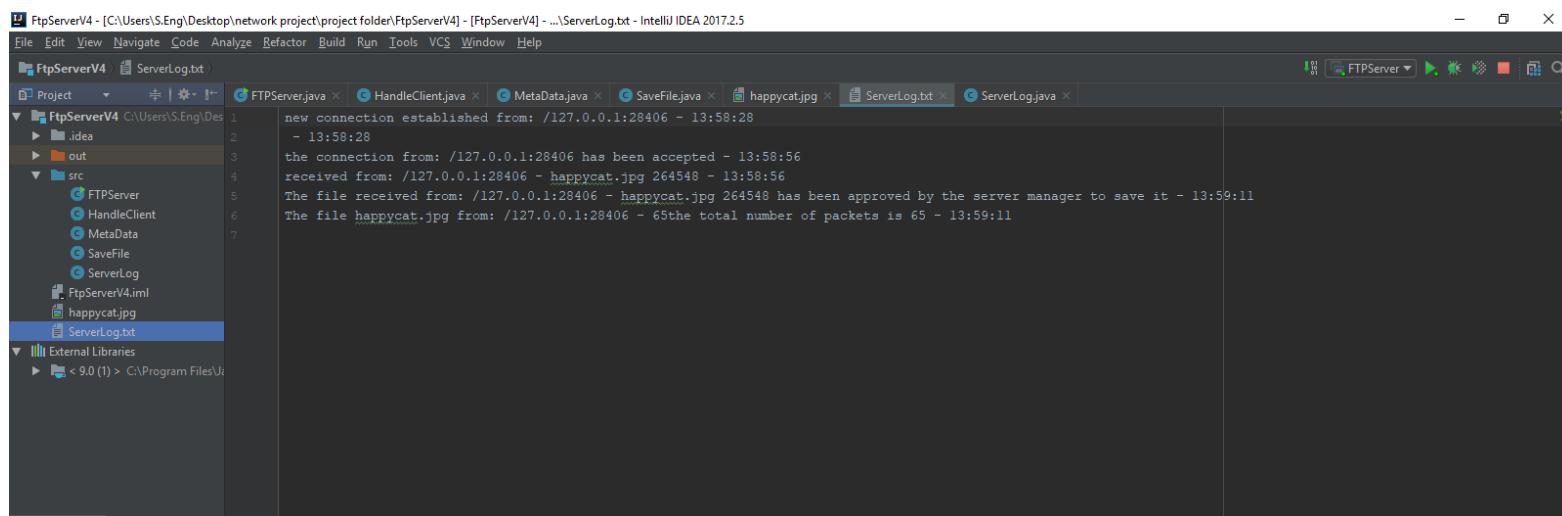 FtpServerV4 - [C:\Users\S.Eng\Desktop\network project\project folder\FtpServerV4] - [FtpServerV4] - ...\ServerLog.txt - IntelliJ IDEA 2017.2.5
File Edit View Navigate Code Analyze Refactor Build Run Tools VCS Window Help
FtpServerV4 ServerLog.txt FTPServer
Project FTPServer.java HandleClient.java MetaData.java SaveFile.java happycat.jpg ServerLog.txt ServerLog.java
FtpServerV4 C:\Users\S.Eng\Des
.idea
out
src
FTPServer
HandleClient
MetaData
SaveFile
ServerLog
FtpServerV4.iml
happycat.jpg
ServerLog.txt
External Libraries
< 9.0 (1) > C:\Program Files\Ja
1 new connection established from: /127.0.0.1:28406 - 13:58:28
2 - 13:58:28
3 the connection from: /127.0.0.1:28406 has been accepted - 13:58:56
4 received from: /127.0.0.1:28406 - happycat.jpg 264548 - 13:58:56
5 The file received from: /127.0.0.1:28406 - happycat.jpg 264548 has been approved by the server manager to save it - 13:59:11
6 The file happycat.jpg from: /127.0.0.1:28406 - 65the total number of packets is 65 - 13:59:11
7